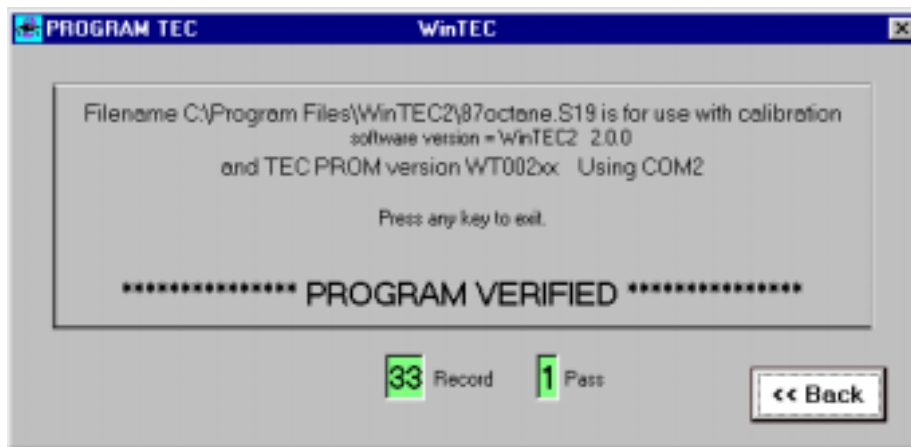 PROGRAM TEC WinTEC
Filename C:\Program Files\WinTEC2\87octane.S19 is for use with calibration
software version = WinTEC2 2.0.0
and TEC PROM version WT002xx Using COM2
Press any key to exit.
*************** PROGRAM VERIFIED ***************
33 Record 1 Pass
<< Back